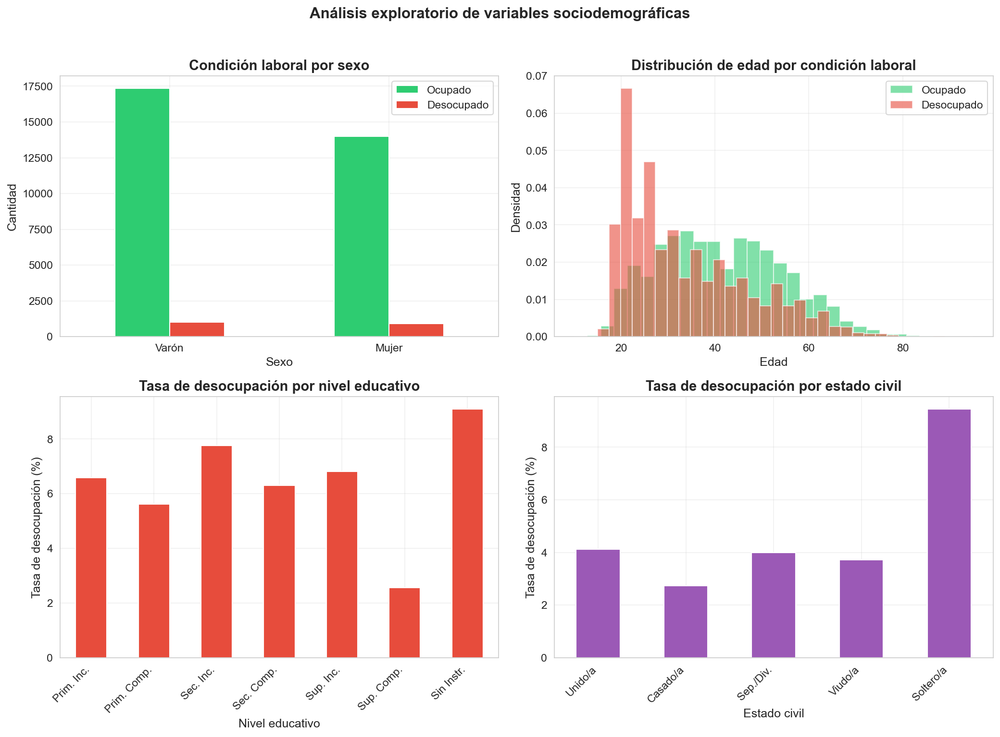 Análisis exploratorio de variables sociodemográficas
Condición laboral por sexo
17500
15000
12500
10000
7500
5000
2500
0
Cantidad
Ocupado
Desocupado
Varón
Mujer
Sexo
Distribución de edad por condición laboral
0.07
0.06
0.05
0.04
0.03
0.02
0.01
0.00
Densidad
Ocupado
Desocupado
20
40
60
80
Edad
Tasa de desocupación por nivel educativo
8
6
4
2
0
Tasa de desocupación (%)
Prim. Inc.
Prim. Comp.
Sec. Inc.
Sec. Comp.
Sup. Inc.
Sup. Comp.
Sin Instr.
Nivel educativo
Tasa de desocupación por estado civil
8
6
4
2
0
Tasa de desocupación (%)
Unido/a
Casado/a
Sep./Div.
Viudo/a
Soltero/a
Estado civil